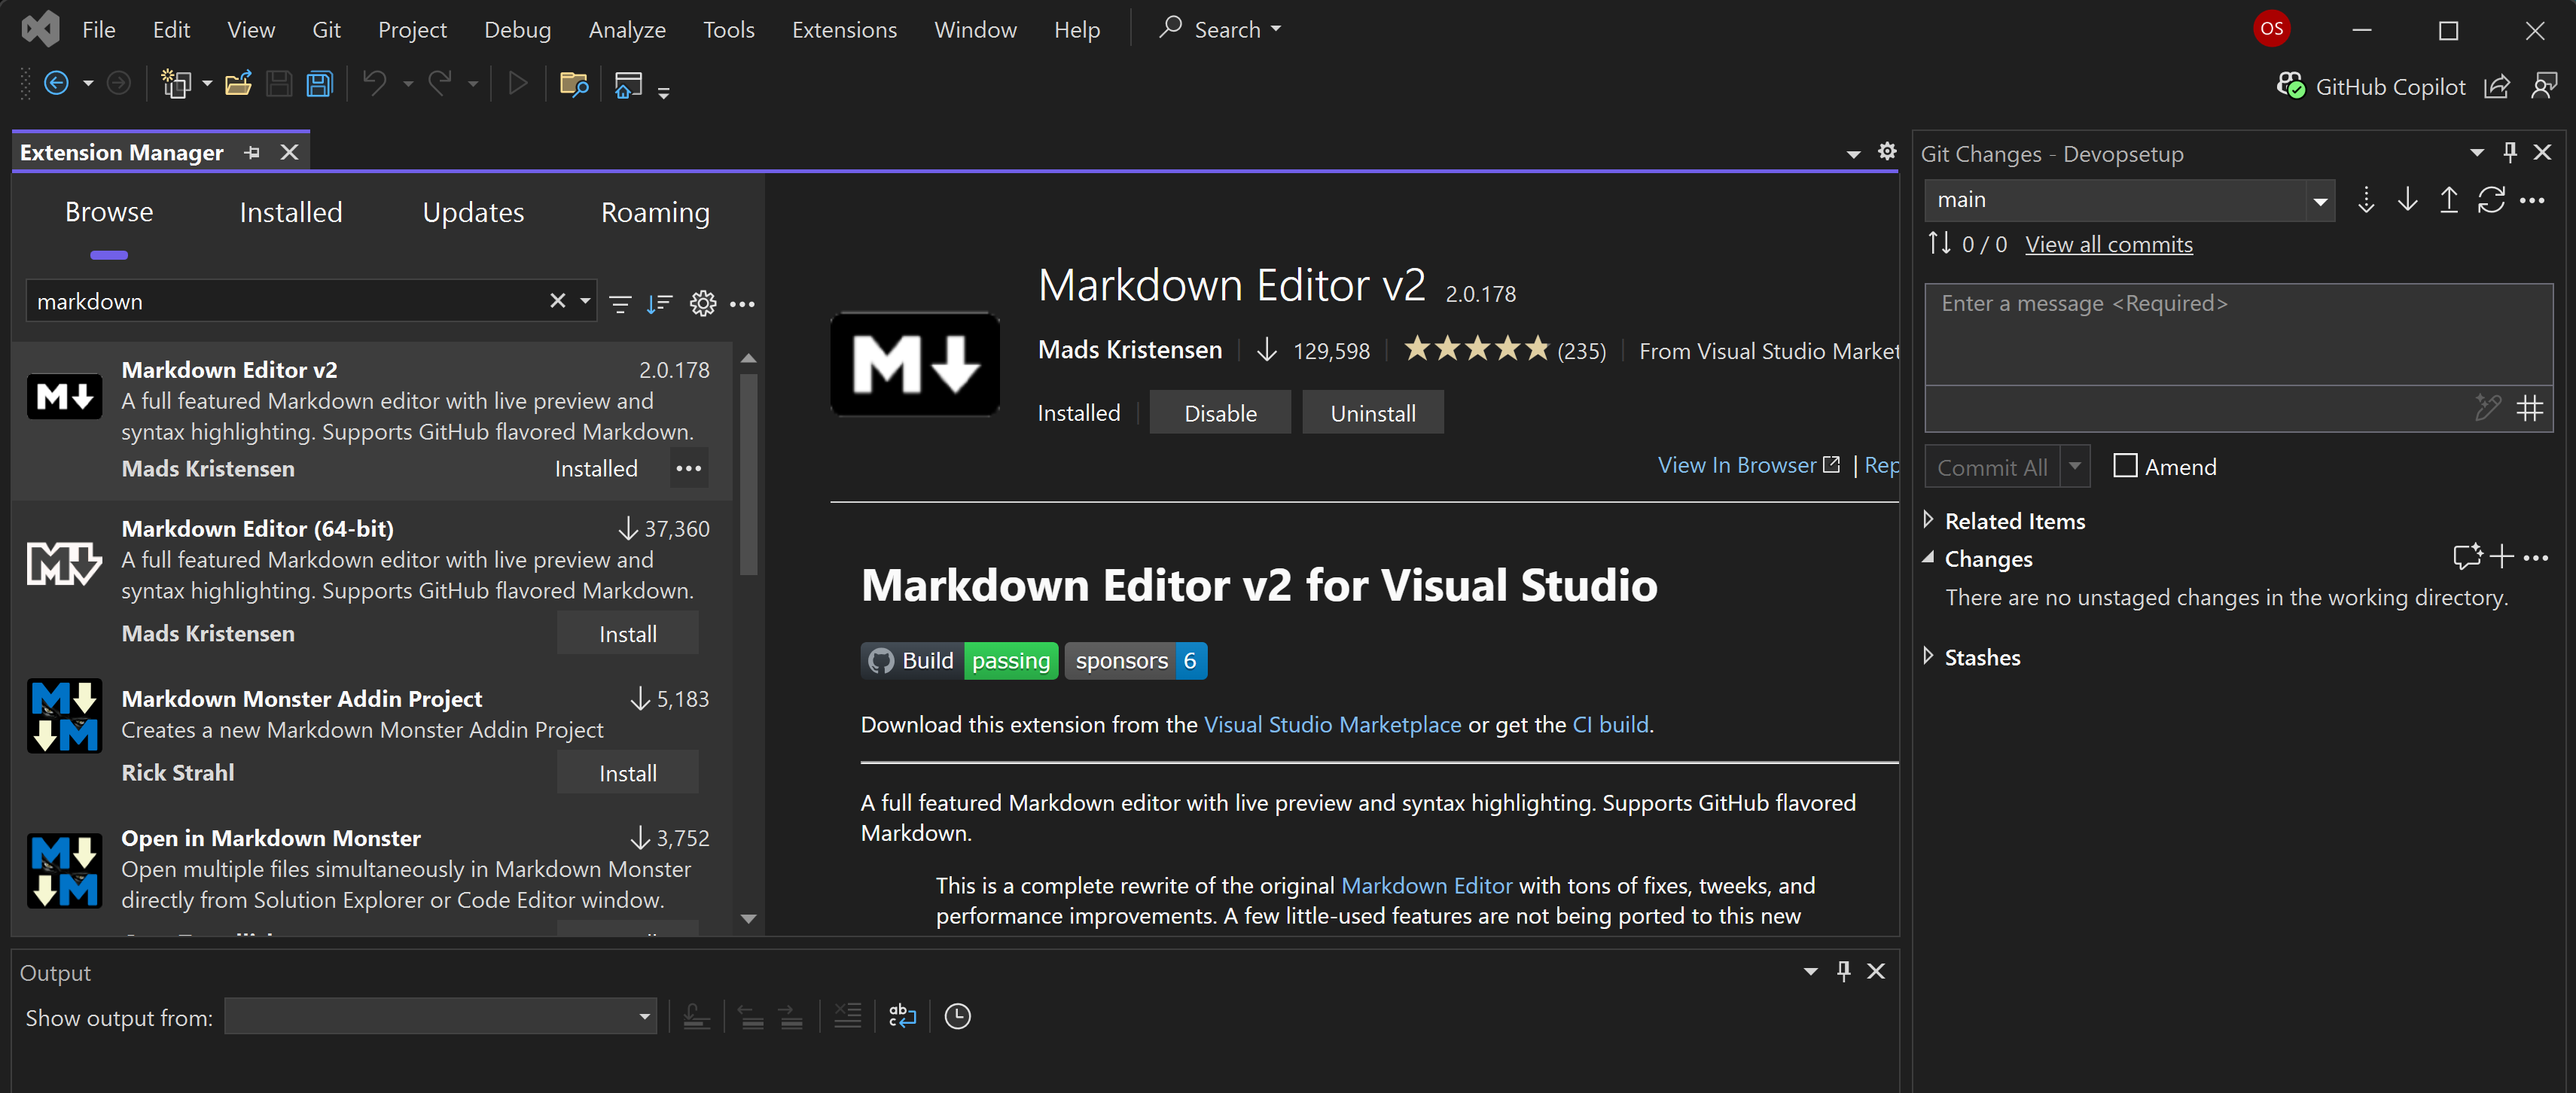 File Edit View Git Project Debug Analyze Tools Extensions Window Help Search
OS
GitHub Copilot
Extension Manager
Browse Installed Updates Roaming
markdown
Markdown Editor v2 2.0.178
A full featured Markdown editor with live preview and
syntax highlighting. Supports GitHub flavored Markdown.
Mads Kristensen Installed
Markdown Editor (64-bit) 37,360
A full featured Markdown editor with live preview and
syntax highlighting. Supports GitHub flavored Markdown.
Mads Kristensen Install
Markdown Monster Addin Project 5,183
Creates a new Markdown Monster Addin Project
Rick Strahl Install
Open in Markdown Monster 3,752
Open multiple files simultaneously in Markdown Monster
directly from Solution Explorer or Code Editor window.
Markdown Editor v2 2.0.178
Mads Kristensen 129,598 (235) From Visual Studio Market
Installed Disable Uninstall
View In Browser | Rep
Markdown Editor v2 for Visual Studio
Build passing sponsors 6
Download this extension from the Visual Studio Marketplace or get the CI build.
A full featured Markdown editor with live preview and syntax highlighting. Supports GitHub flavored
Markdown.
This is a complete rewrite of the original Markdown Editor with tons of fixes, tweeks, and
performance improvements. A few little-used features are not being ported to this new
Output
Show output from:
Git Changes - Devopsetup
main
0 / 0 View all commits
Enter a message <Required>
Commit All Amend
Related Items
Changes
There are no unstaged changes in the working directory.
Stashes